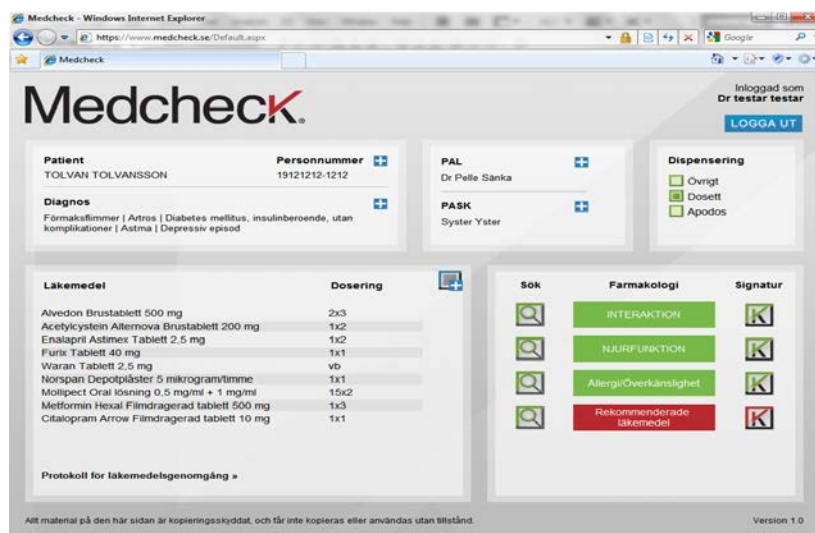 Medcheck - Windows Internet Explorer
https://www.medcheck.se/Default.aspx
Google
Medcheck
Inloggad som
Dr testar testar
Medcheck.
LOGGA UT
Patient Personnummer
TOLVAN TOLVANSSON 19121212-1212
Diagnos
Förmaksflimmer | Artros | Diabetes mellitus, insulinberoende, utan
komplikationer | Astma | Depressiv episod
PAL
Dr Pelle Sänka
PASK
Syster Yster
Dispensering
Övrigt
Dosett
Apodos
Läkemedel Dosering
Alvedon Brustablett 500 mg 2x3
Acetylcystein Alternova Brustablett 200 mg 1x2
Enalapril Astimex Tablett 2,5 mg 1x2
Furix Tablett 40 mg 1x1
Waran Tablett 2,5 mg vb
Norspan Depotplåster 5 mikrogram/timme 1x1
Mollipect Oral lösning 0,5 mg/ml + 1 mg/ml 15x2
Metformin Hexal Filmdragerad tablett 500 mg 1x3
Citalopram Arrow Filmdragerad tablett 10 mg 1x1
Protokoll för läkemedelsgenomgång »
Sök Farmakologi Signatur
INTERAKTION K
NJURFUNKTION K
Allergi/Överkänslighet K
Rekommenderade
läkemedel K
Allt material på den här sidan är kopieringsskyddat, och får inte kopieras eller användas utan tillstånd.
Version 1.0